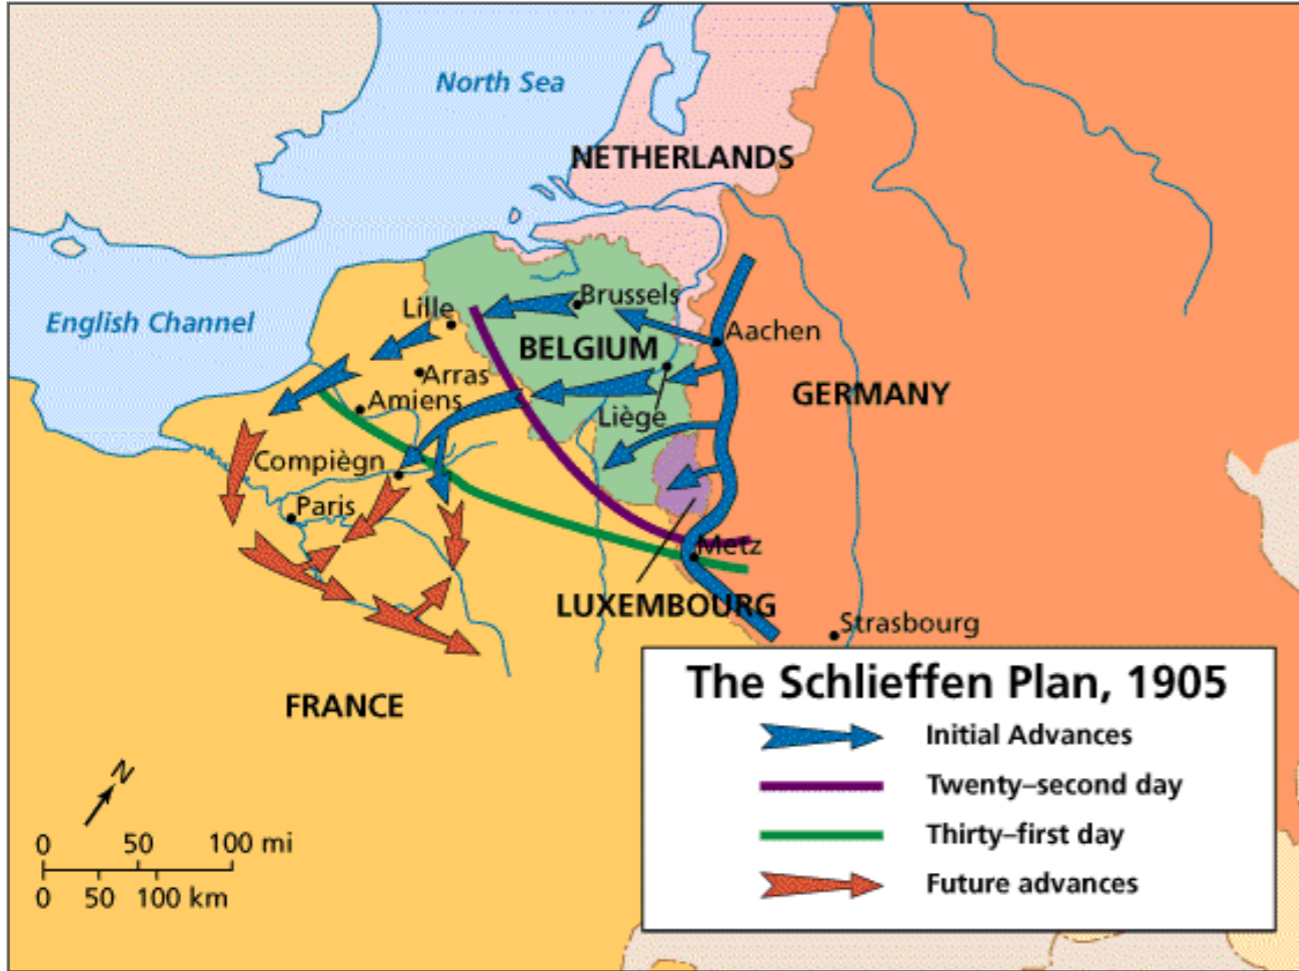 North Sea
NETHERLANDS
English Channel
Lille
Brussels
BELGIUM
Aachen
Arras
Amiens
Liège
GERMANY
Compiègn
Paris
Metz
LUXEMBOURG
Strasbourg
FRANCE
The Schlieffen Plan, 1905
Initial Advances
Twenty–second day
Thirty–first day
Future advances
N
0 50 100 mi
0 50 100 km